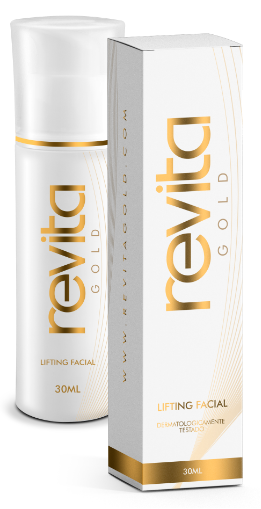 revita
GOLD
LIFTING FACIAL
30ML
WWW.REVITAGOLD.COM
revita
GOLD
LIFTING FACIAL
DERMATOLOGICAMENTE
TESTADO
30ML